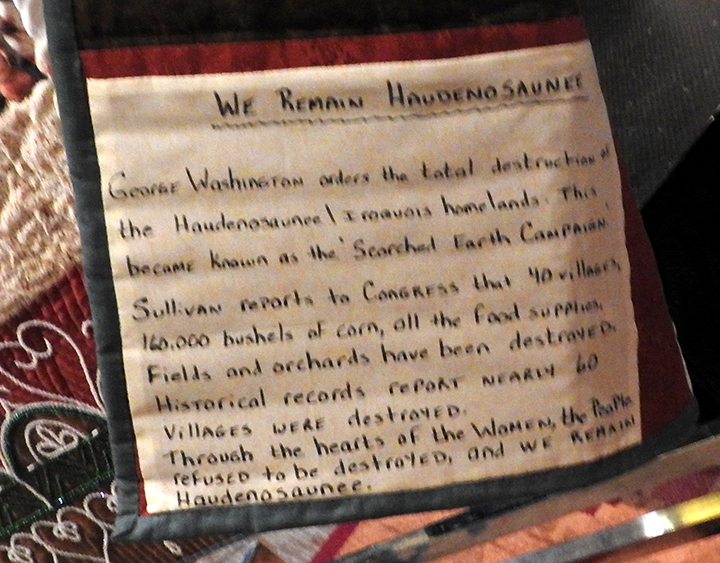 WE REMAIN HAUDENOSAUNEE
GEORGE WASHINGTON orders the total destruction of
the Haudenosaunee\Iroquois homelands. This
became known as the 'Scorched Earth CAMPAIGN.
SULLIVAN reports to CONGRESS that 40 villages,
160.000 bushels of corn, all the food supplies.
Fields and orchards have been destroyed.
Historical records report NEARLY 60
VILLAGES WERE destroyed.
Through the hearts of the WOMEN, the People
refused to be destroyed, and WE REMAIN
Haudenosaunee.